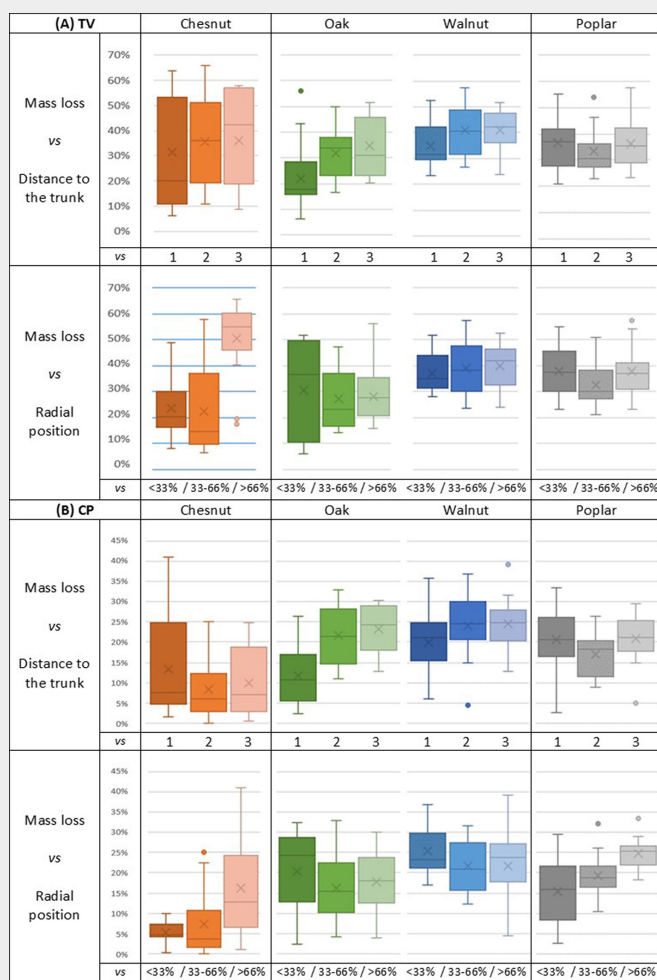 (A) TV Chesnut Oak Walnut Poplar
70%
60%
50%
40%
30%
20%
10%
0%
Mass loss
vs
Distance to
the trunk
vs 1 2 3 1 2 3 1 2 3 1 2 3
70%
60%
50%
40%
30%
20%
10%
0%
Mass loss
vs
Radial
position
vs <33% / 33-66% / >66% <33% / 33-66% / >66% <33% / 33-66% / >66% <33% / 33-66% / >66%
(B) CP Chesnut Oak Walnut Poplar
45%
40%
35%
30%
25%
20%
15%
10%
5%
0%
Mass loss
vs
Distance to
the trunk
vs 1 2 3 1 2 3 1 2 3 1 2 3
45%
40%
35%
30%
25%
20%
15%
10%
5%
0%
Mass loss
vs
Radial
position
vs <33% / 33-66% / >66% <33% / 33-66% / >66% <33% / 33-66% / >66% <33% / 33-66% / >66%